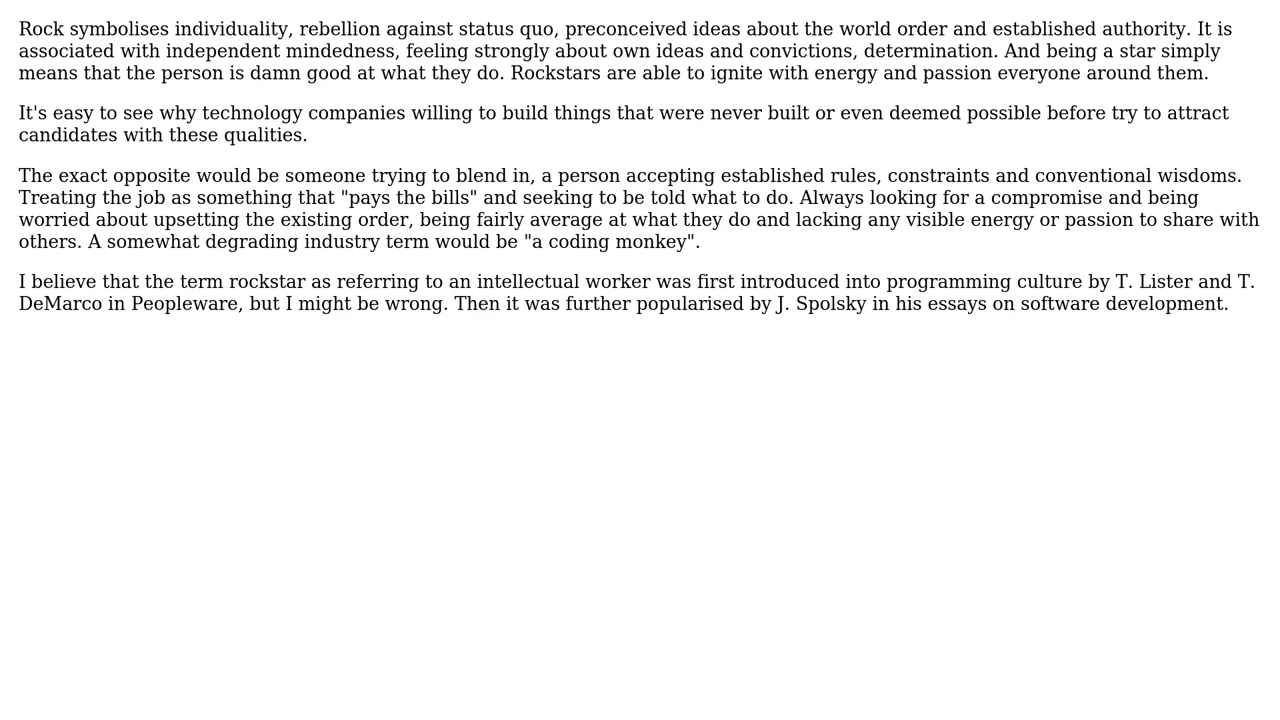 Rock symbolises individuality, rebellion against status quo, preconceived ideas about the world order and established authority. It is
associated with independent mindedness, feeling strongly about own ideas and convictions, determination. And being a star simply
means that the person is damn good at what they do. Rockstars are able to ignite with energy and passion everyone around them.
It's easy to see why technology companies willing to build things that were never built or even deemed possible before try to attract
candidates with these qualities.
The exact opposite would be someone trying to blend in, a person accepting established rules, constraints and conventional wisdoms.
Treating the job as something that "pays the bills" and seeking to be told what to do. Always looking for a compromise and being
worried about upsetting the existing order, being fairly average at what they do and lacking any visible energy or passion to share with
others. A somewhat degrading industry term would be "a coding monkey".
I believe that the term rockstar as referring to an intellectual worker was first introduced into programming culture by T. Lister and T.
DeMarco in Peopleware, but I might be wrong. Then it was further popularised by J. Spolsky in his essays on software development.